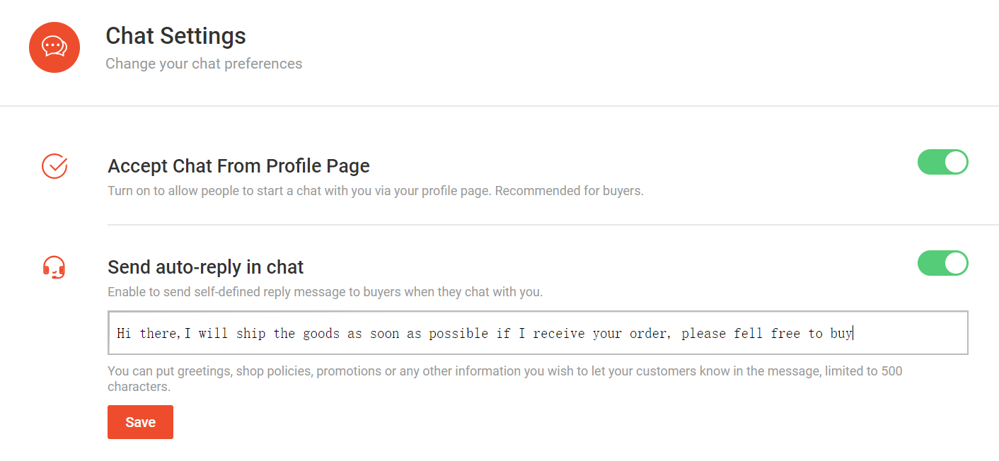 Chat Settings
Change your chat preferences
Accept Chat From Profile Page
Turn on to allow people to start a chat with you via your profile page. Recommended for buyers.
Send auto-reply in chat
Enable to send self-defined reply message to buyers when they chat with you.
Hi there,I will ship the goods as soon as possible if I receive your order, please fell free to buy
You can put greetings, shop policies, promotions or any other information you wish to let your customers know in the message, limited to 500
characters.
Save